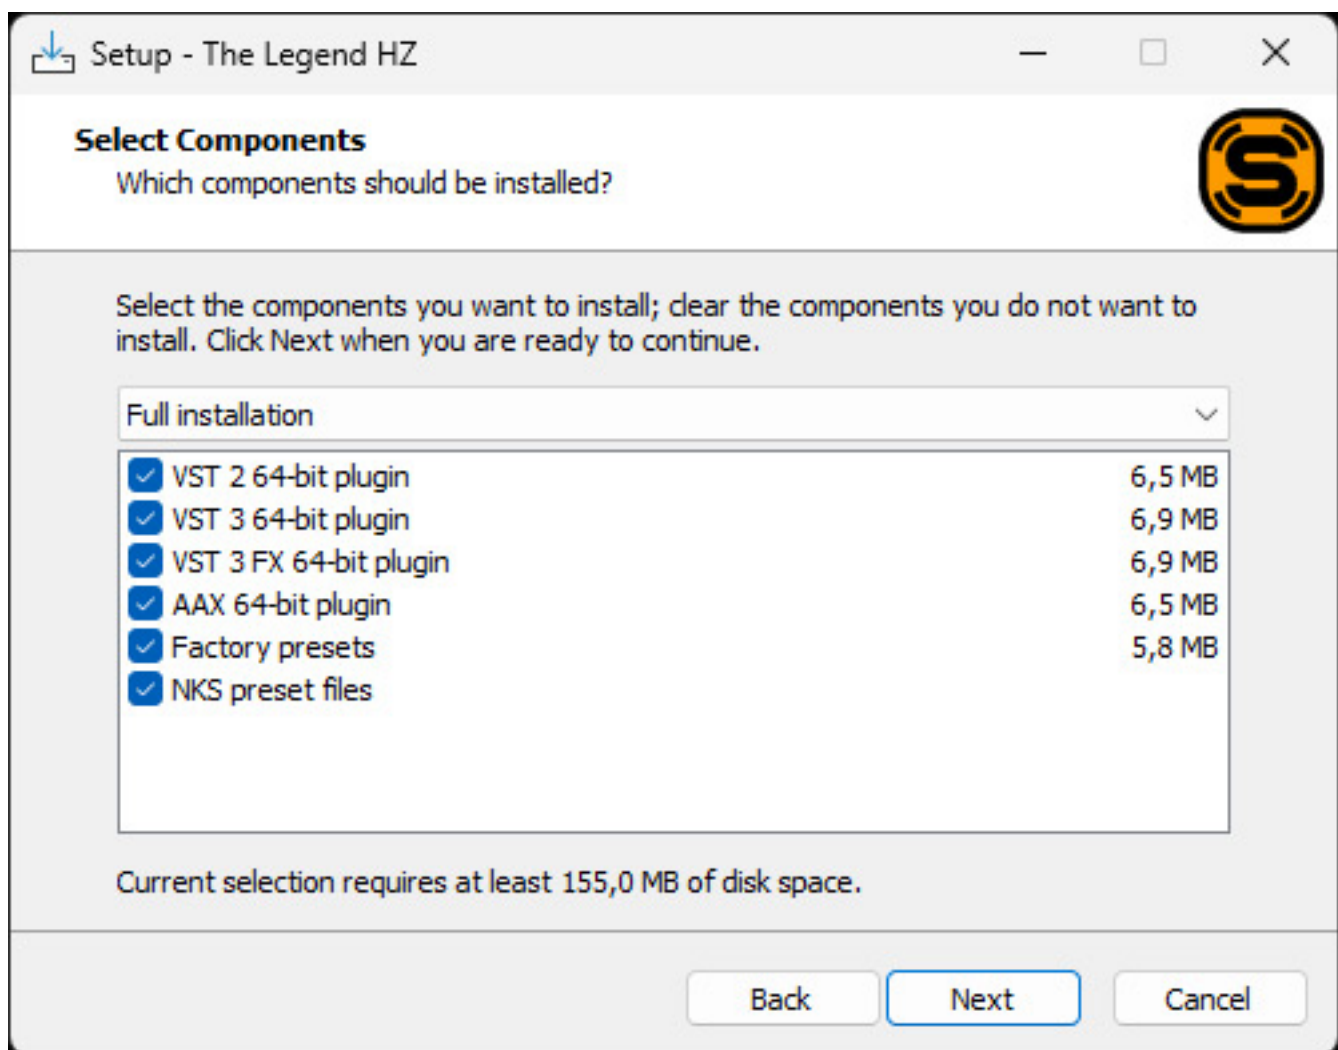 Setup - The Legend HZ
Select Components
Which components should be installed?
S
Select the components you want to install; clear the components you do not want to
install. Click Next when you are ready to continue.
Full installation
VST 2 64-bit plugin 6,5 MB
VST 3 64-bit plugin 6,9 MB
VST 3 FX 64-bit plugin 6,9 MB
AAX 64-bit plugin 6,5 MB
Factory presets 5,8 MB
NKS preset files
Current selection requires at least 155,0 MB of disk space.
Back Next Cancel